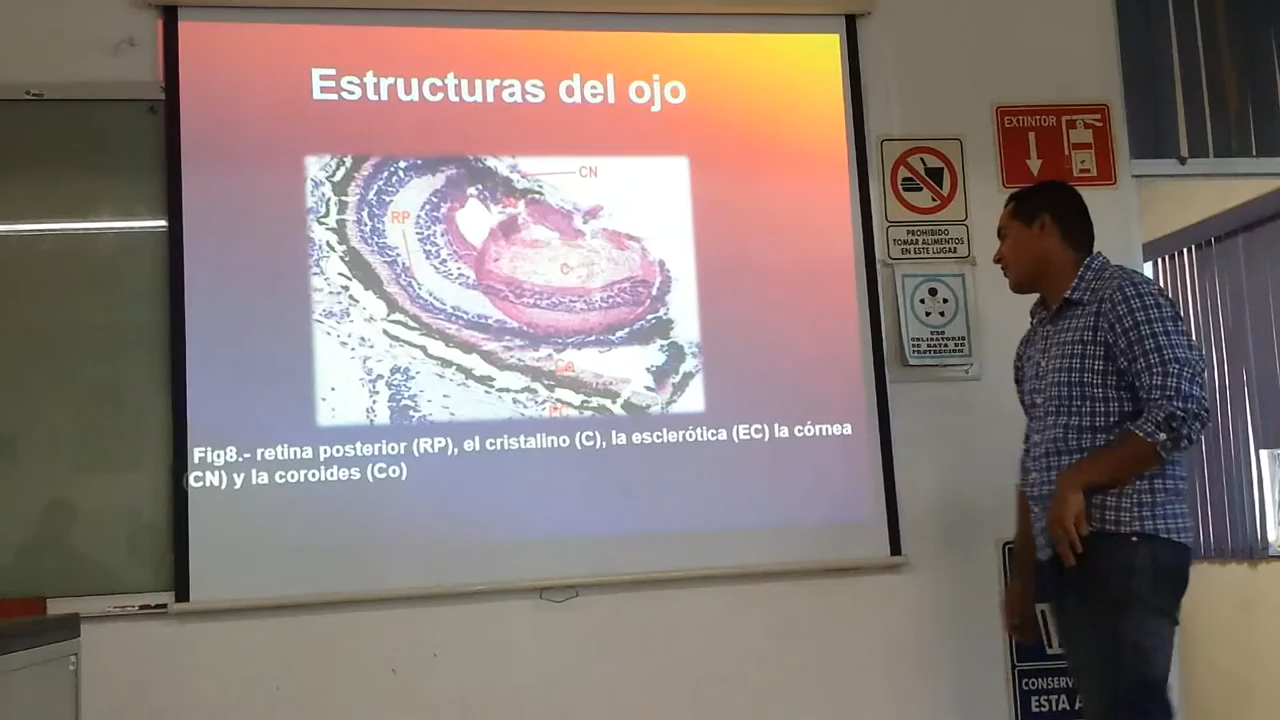 Estructuras del ojo
CN
RP
C
Co
EC
Fig8.- retina posterior (RP), el cristalino (C), la esclerótica (EC) la córnea
(CN) y la coroides (Co)
EXTINTOR
PROHIBIDO
TOMAR ALIMENTOS
EN ESTE LUGAR
USO
OBLIGATORIO
DE BATA DE
PROTECCION
CONSERV
ESTA